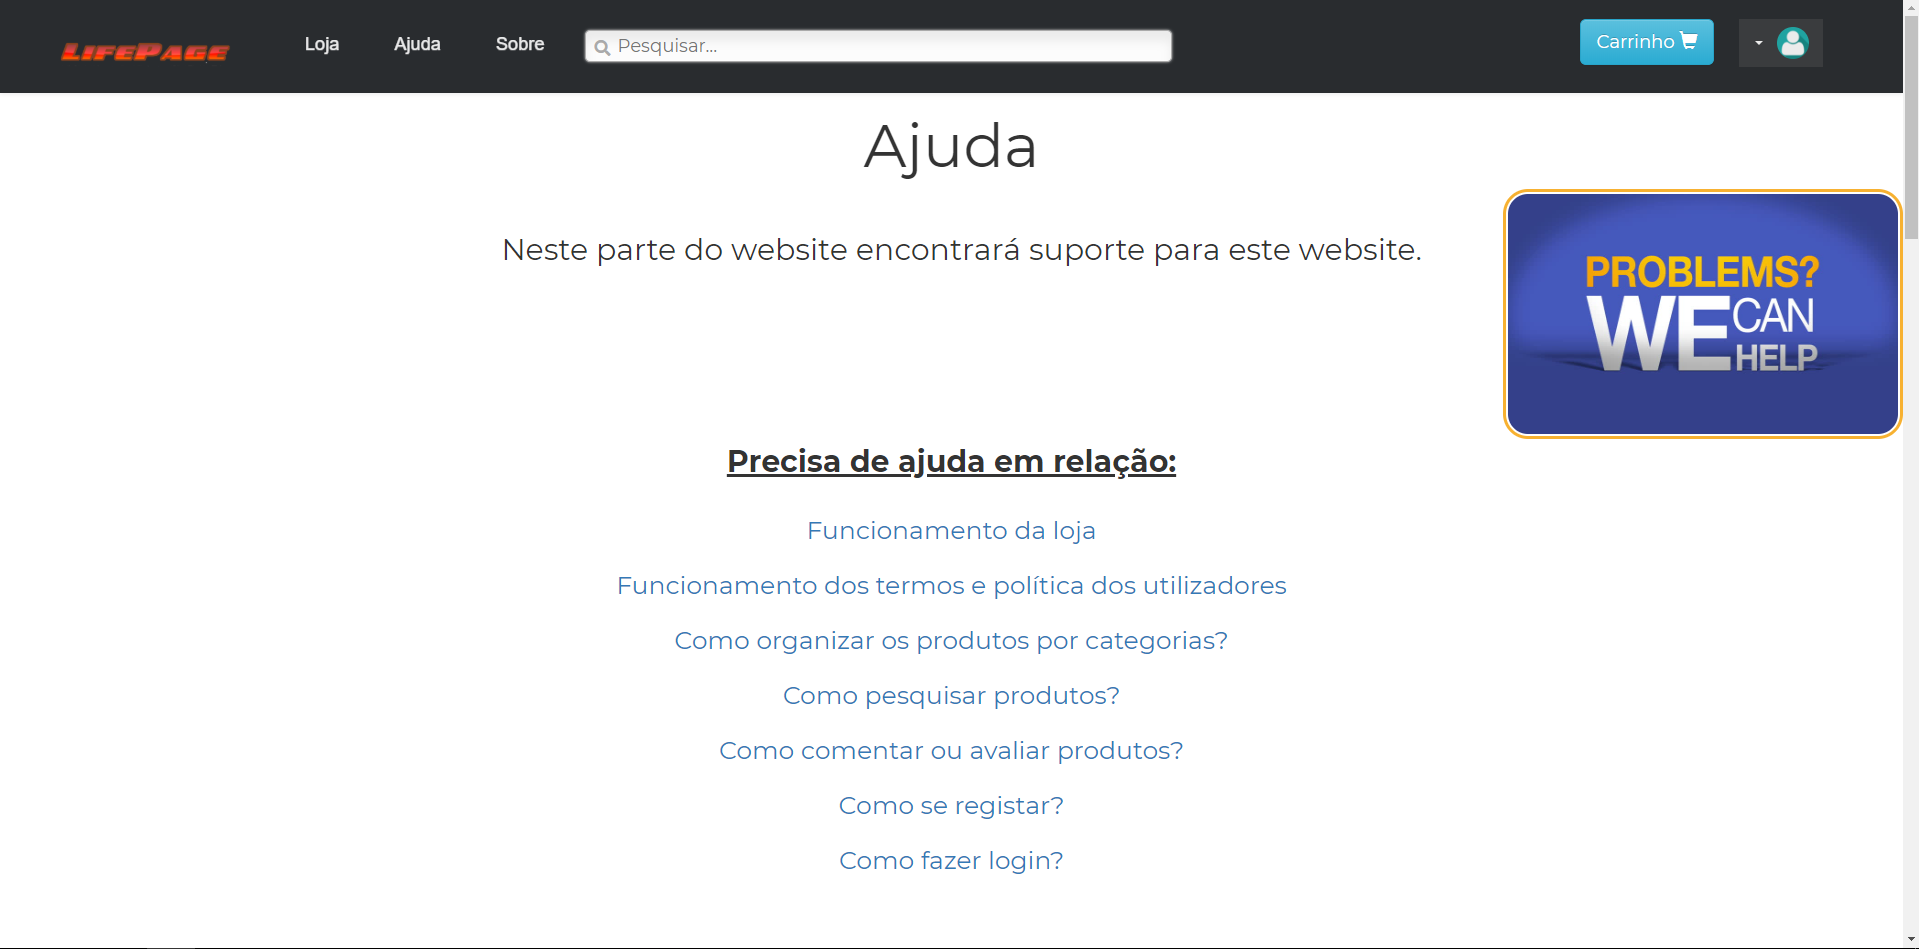 LIFEPAGE
Loja
Ajuda
Sobre
Pesquisar...
Carrinho
Ajuda
Neste parte do website encontrará suporte para este website.
PROBLEMS?
WE CAN
HELP
Precisa de ajuda em relação:
Funcionamento da loja
Funcionamento dos termos e política dos utilizadores
Como organizar os produtos por categorias?
Como pesquisar produtos?
Como comentar ou avaliar produtos?
Como se registar?
Como fazer login?